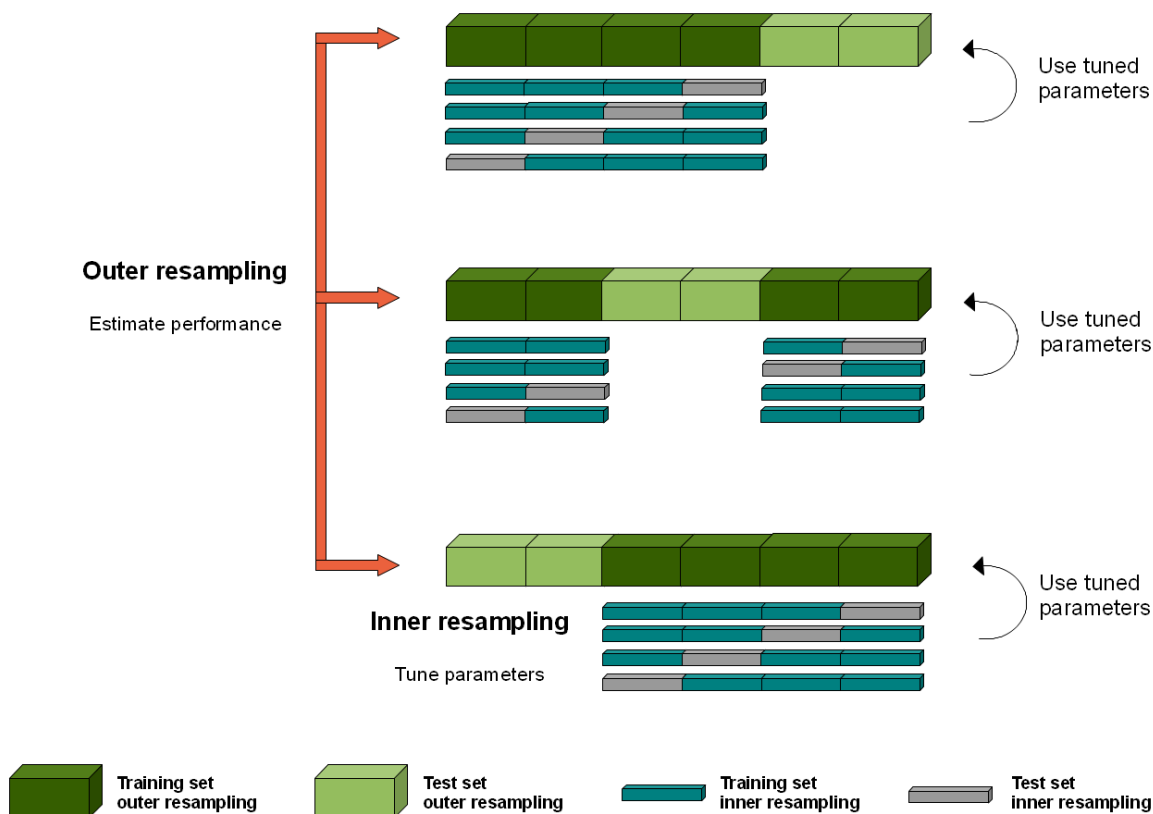 Use tuned
parameters
Outer resampling
Estimate performance
Use tuned
parameters
Inner resampling
Tune parameters
Use tuned
parameters
Training set
outer resampling
Test set
outer resampling
Training set
inner resampling
Test set
inner resampling